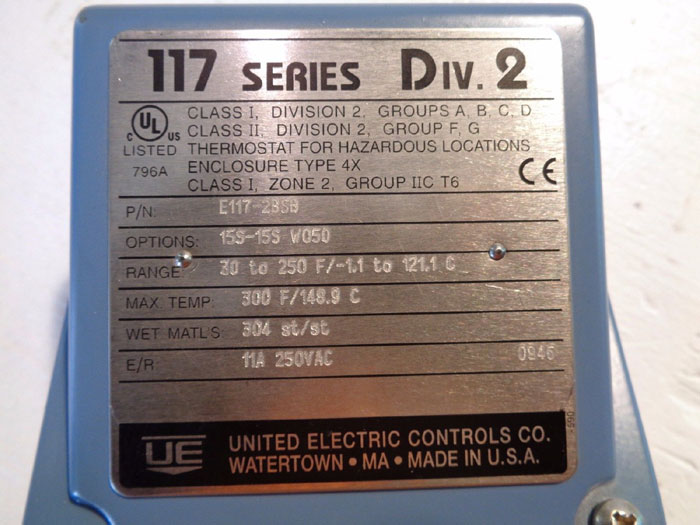 117 SERIES DIV. 2
UL
C US
LISTED
796A
CLASS I, DIVISION 2, GROUPS A, B, C, D
CLASS II, DIVISION 2, GROUP F, G
THERMOSTAT FOR HAZARDOUS LOCATIONS
ENCLOSURE TYPE 4X
CLASS I, ZONE 2, GROUP IIC T6
CE
P/N: E117-2BSB
OPTIONS: 15S-15S W050
RANGE: 30 to 250 F/-1.1 to 121.1 C
MAX. TEMP: 300 F/148.9 C
WET MATL'S: 304 st/st
E/R: 11A 250VAC 0946
UE
UNITED ELECTRIC CONTROLS CO.
WATERTOWN • MA • MADE IN U.S.A.